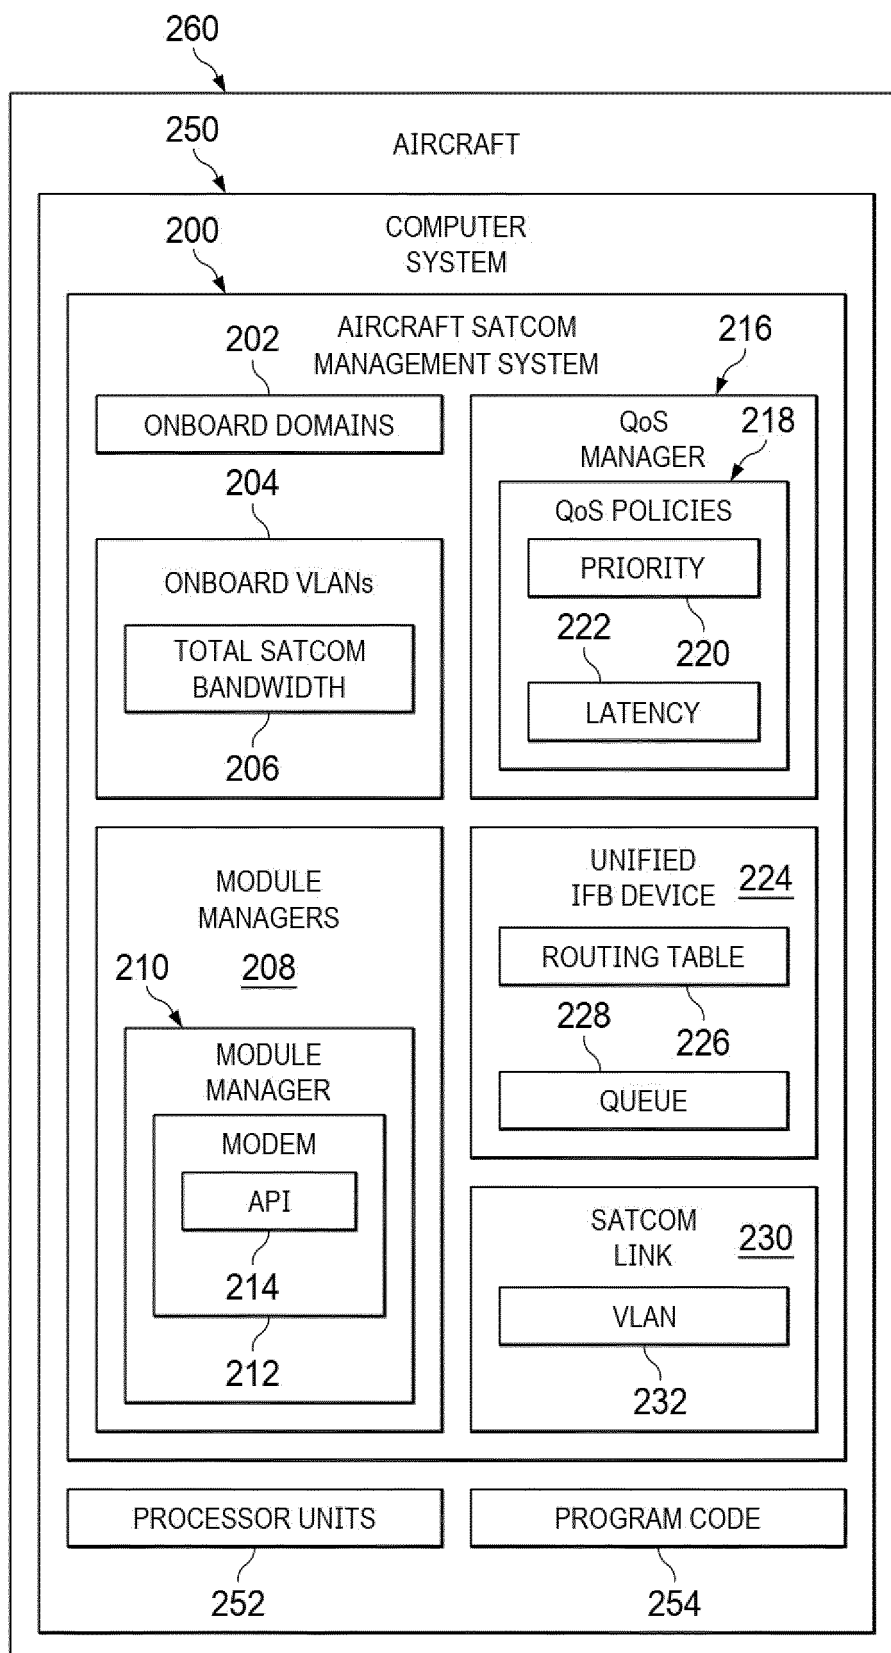 260
AIRCRAFT
250
COMPUTER
SYSTEM
200
AIRCRAFT SATCOM
MANAGEMENT SYSTEM
202
ONBOARD DOMAINS
204
ONBOARD VLANs
TOTAL SATCOM
BANDWIDTH
206
216
QoS
MANAGER
218
QoS POLICIES
PRIORITY
220
222
LATENCY
MODULE
MANAGERS
208
210
MODULE
MANAGER
MODEM
API
214
212
UNIFIED
IFB DEVICE
224
ROUTING TABLE
226
228
QUEUE
SATCOM
LINK
230
VLAN
232
PROCESSOR UNITS
252
PROGRAM CODE
254